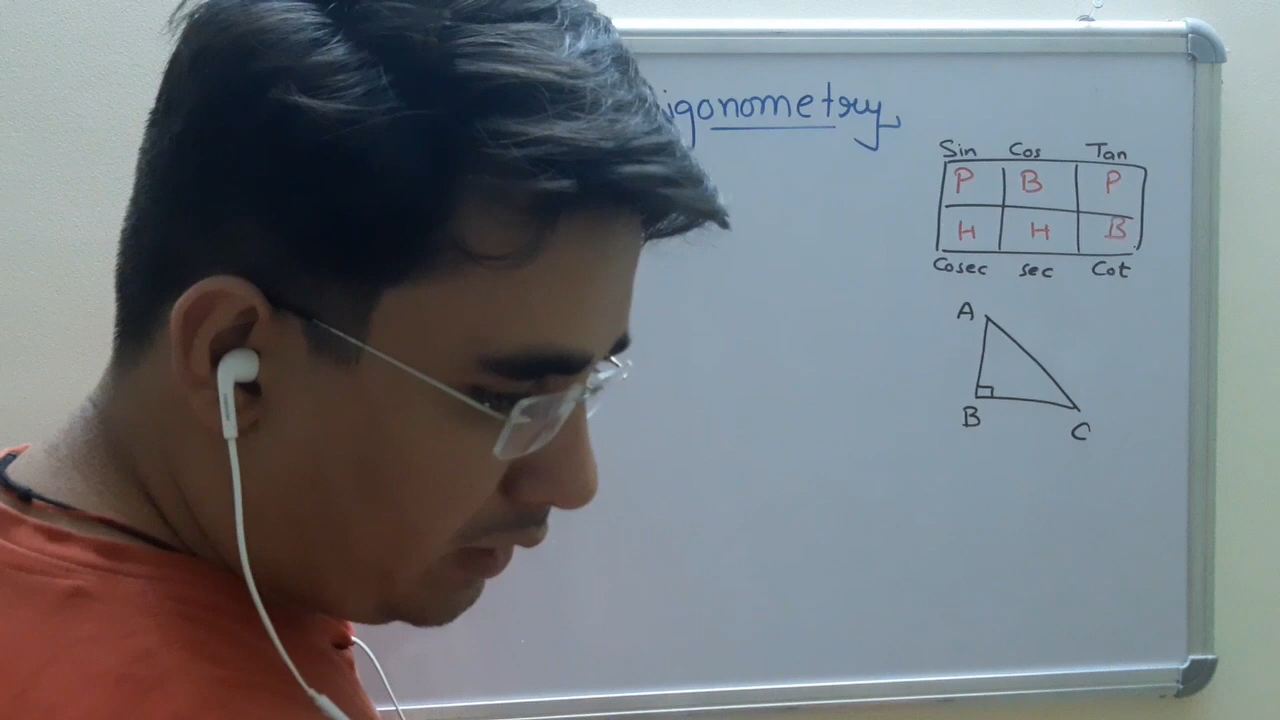 igonometry
Sin Cos Tan
P B P
H H B
Cosec sec Cot
A
B
C